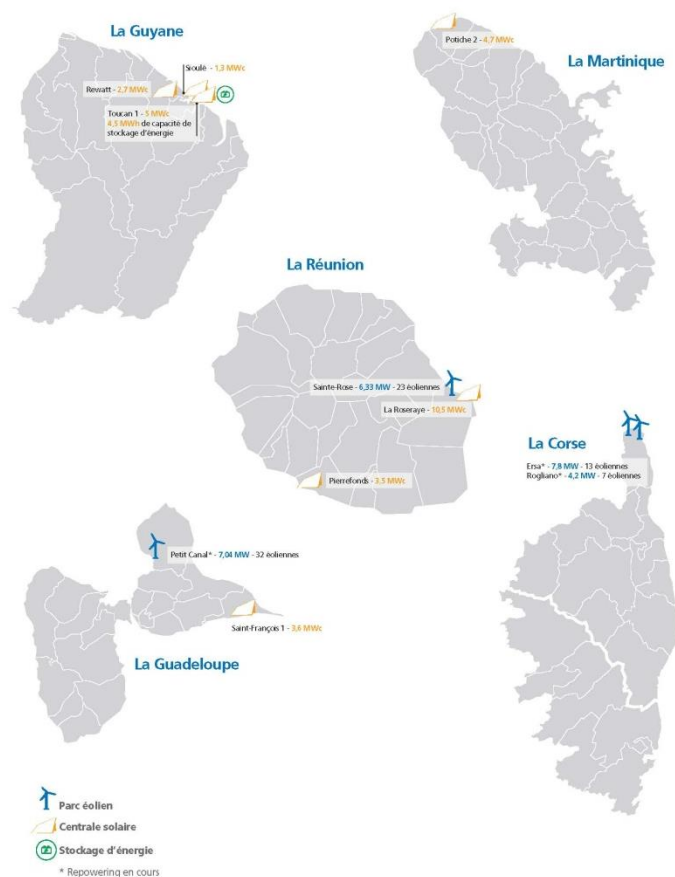 La Guyane
Sioulé - 1,3 MWc
Rewatt - 2,7 MWc
Toucan 1 - 5 MWc
4,5 MWh de capacité de
stockage d'énergie
Potiche 2 - 4,7 MWc
La Martinique
La Réunion
Sainte-Rose - 6,33 MW - 23 éoliennes
La Roseraye - 10,5 MWc
Pierrefonds - 3,5 MWc
La Corse
Ersa* - 7,8 MW - 13 éoliennes
Rogliano* - 4,2 MW - 7 éoliennes
Petit Canal* - 7,04 MW - 32 éoliennes
Saint-François 1 - 3,6 MWc
La Guadeloupe
Parc éolien
Centrale solaire
Stockage d'énergie
* Repowering en cours